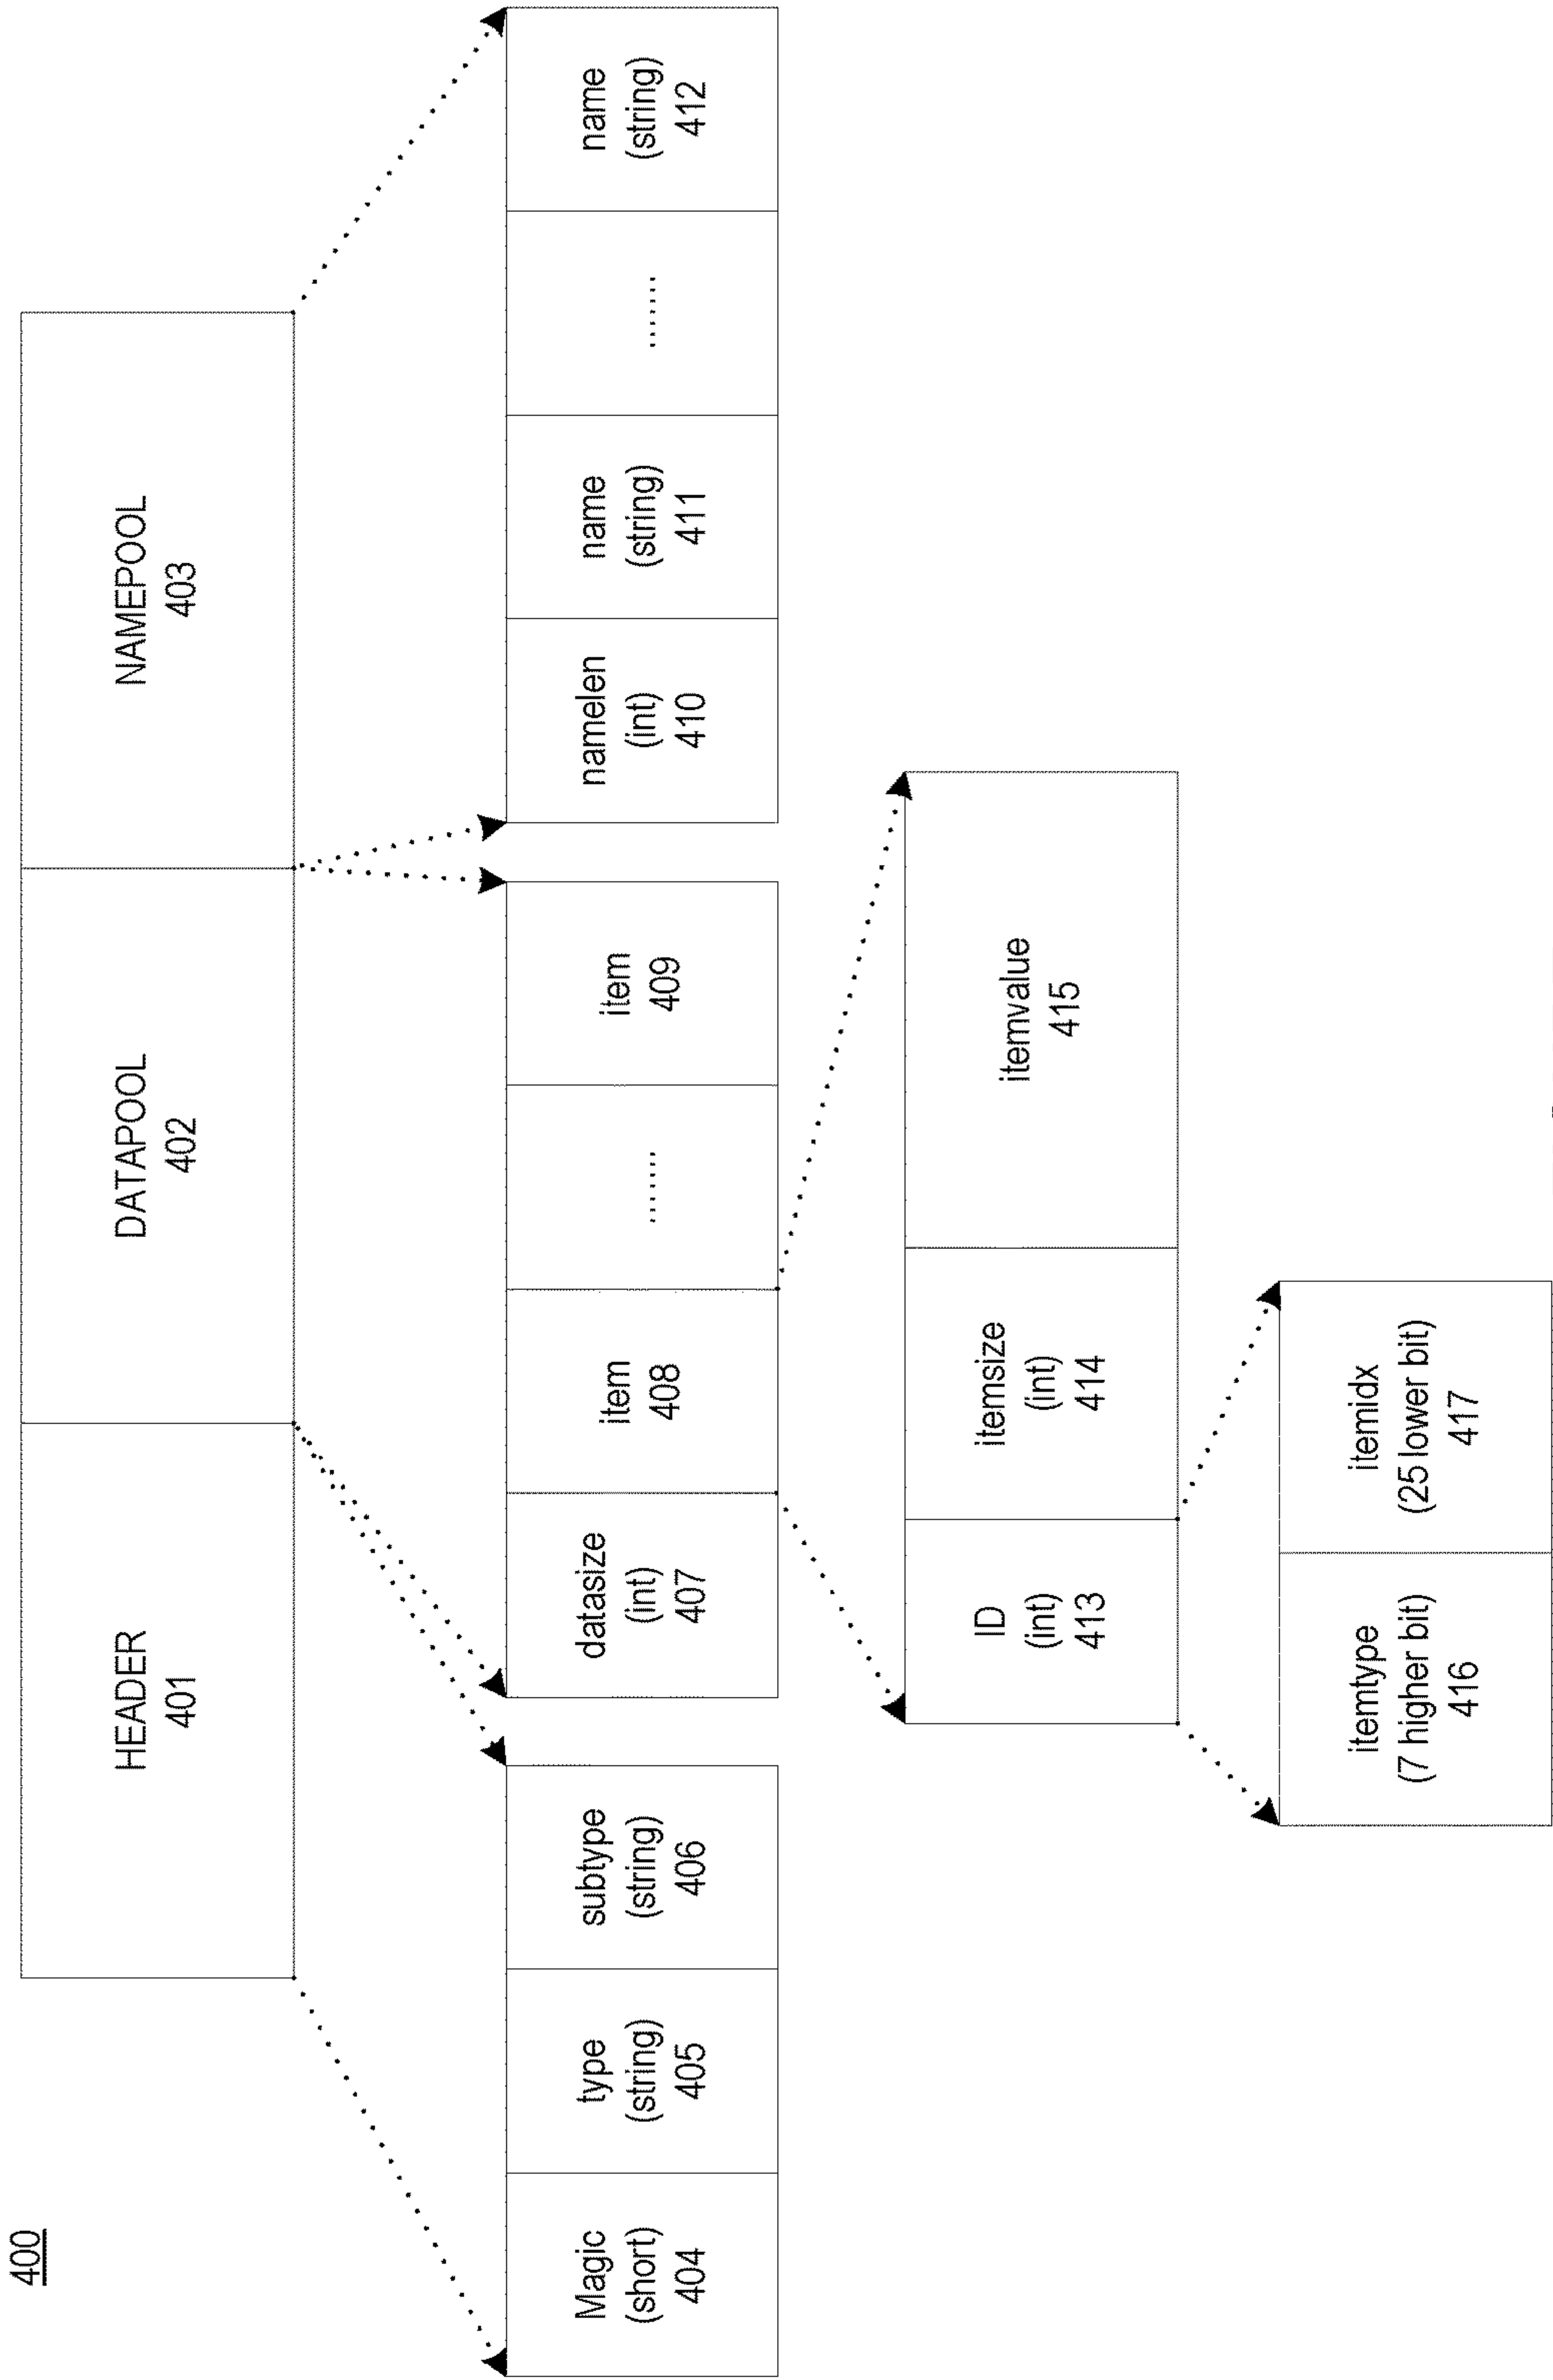 400
HEADER
401
DATAPOOL
402
NAMEPOOL
403
Magic
(short)
404
type
(string)
405
subtype
(string)
406
datasize
(int)
407
item
408
.......
item
409
namelen
(int)
410
name
(string)
411
......
name
(string)
412
ID
(int)
413
itemsize
(int)
414
itemvalue
415
itemtype
(7 higher bit)
416
itemidx
(25 lower bit)
417